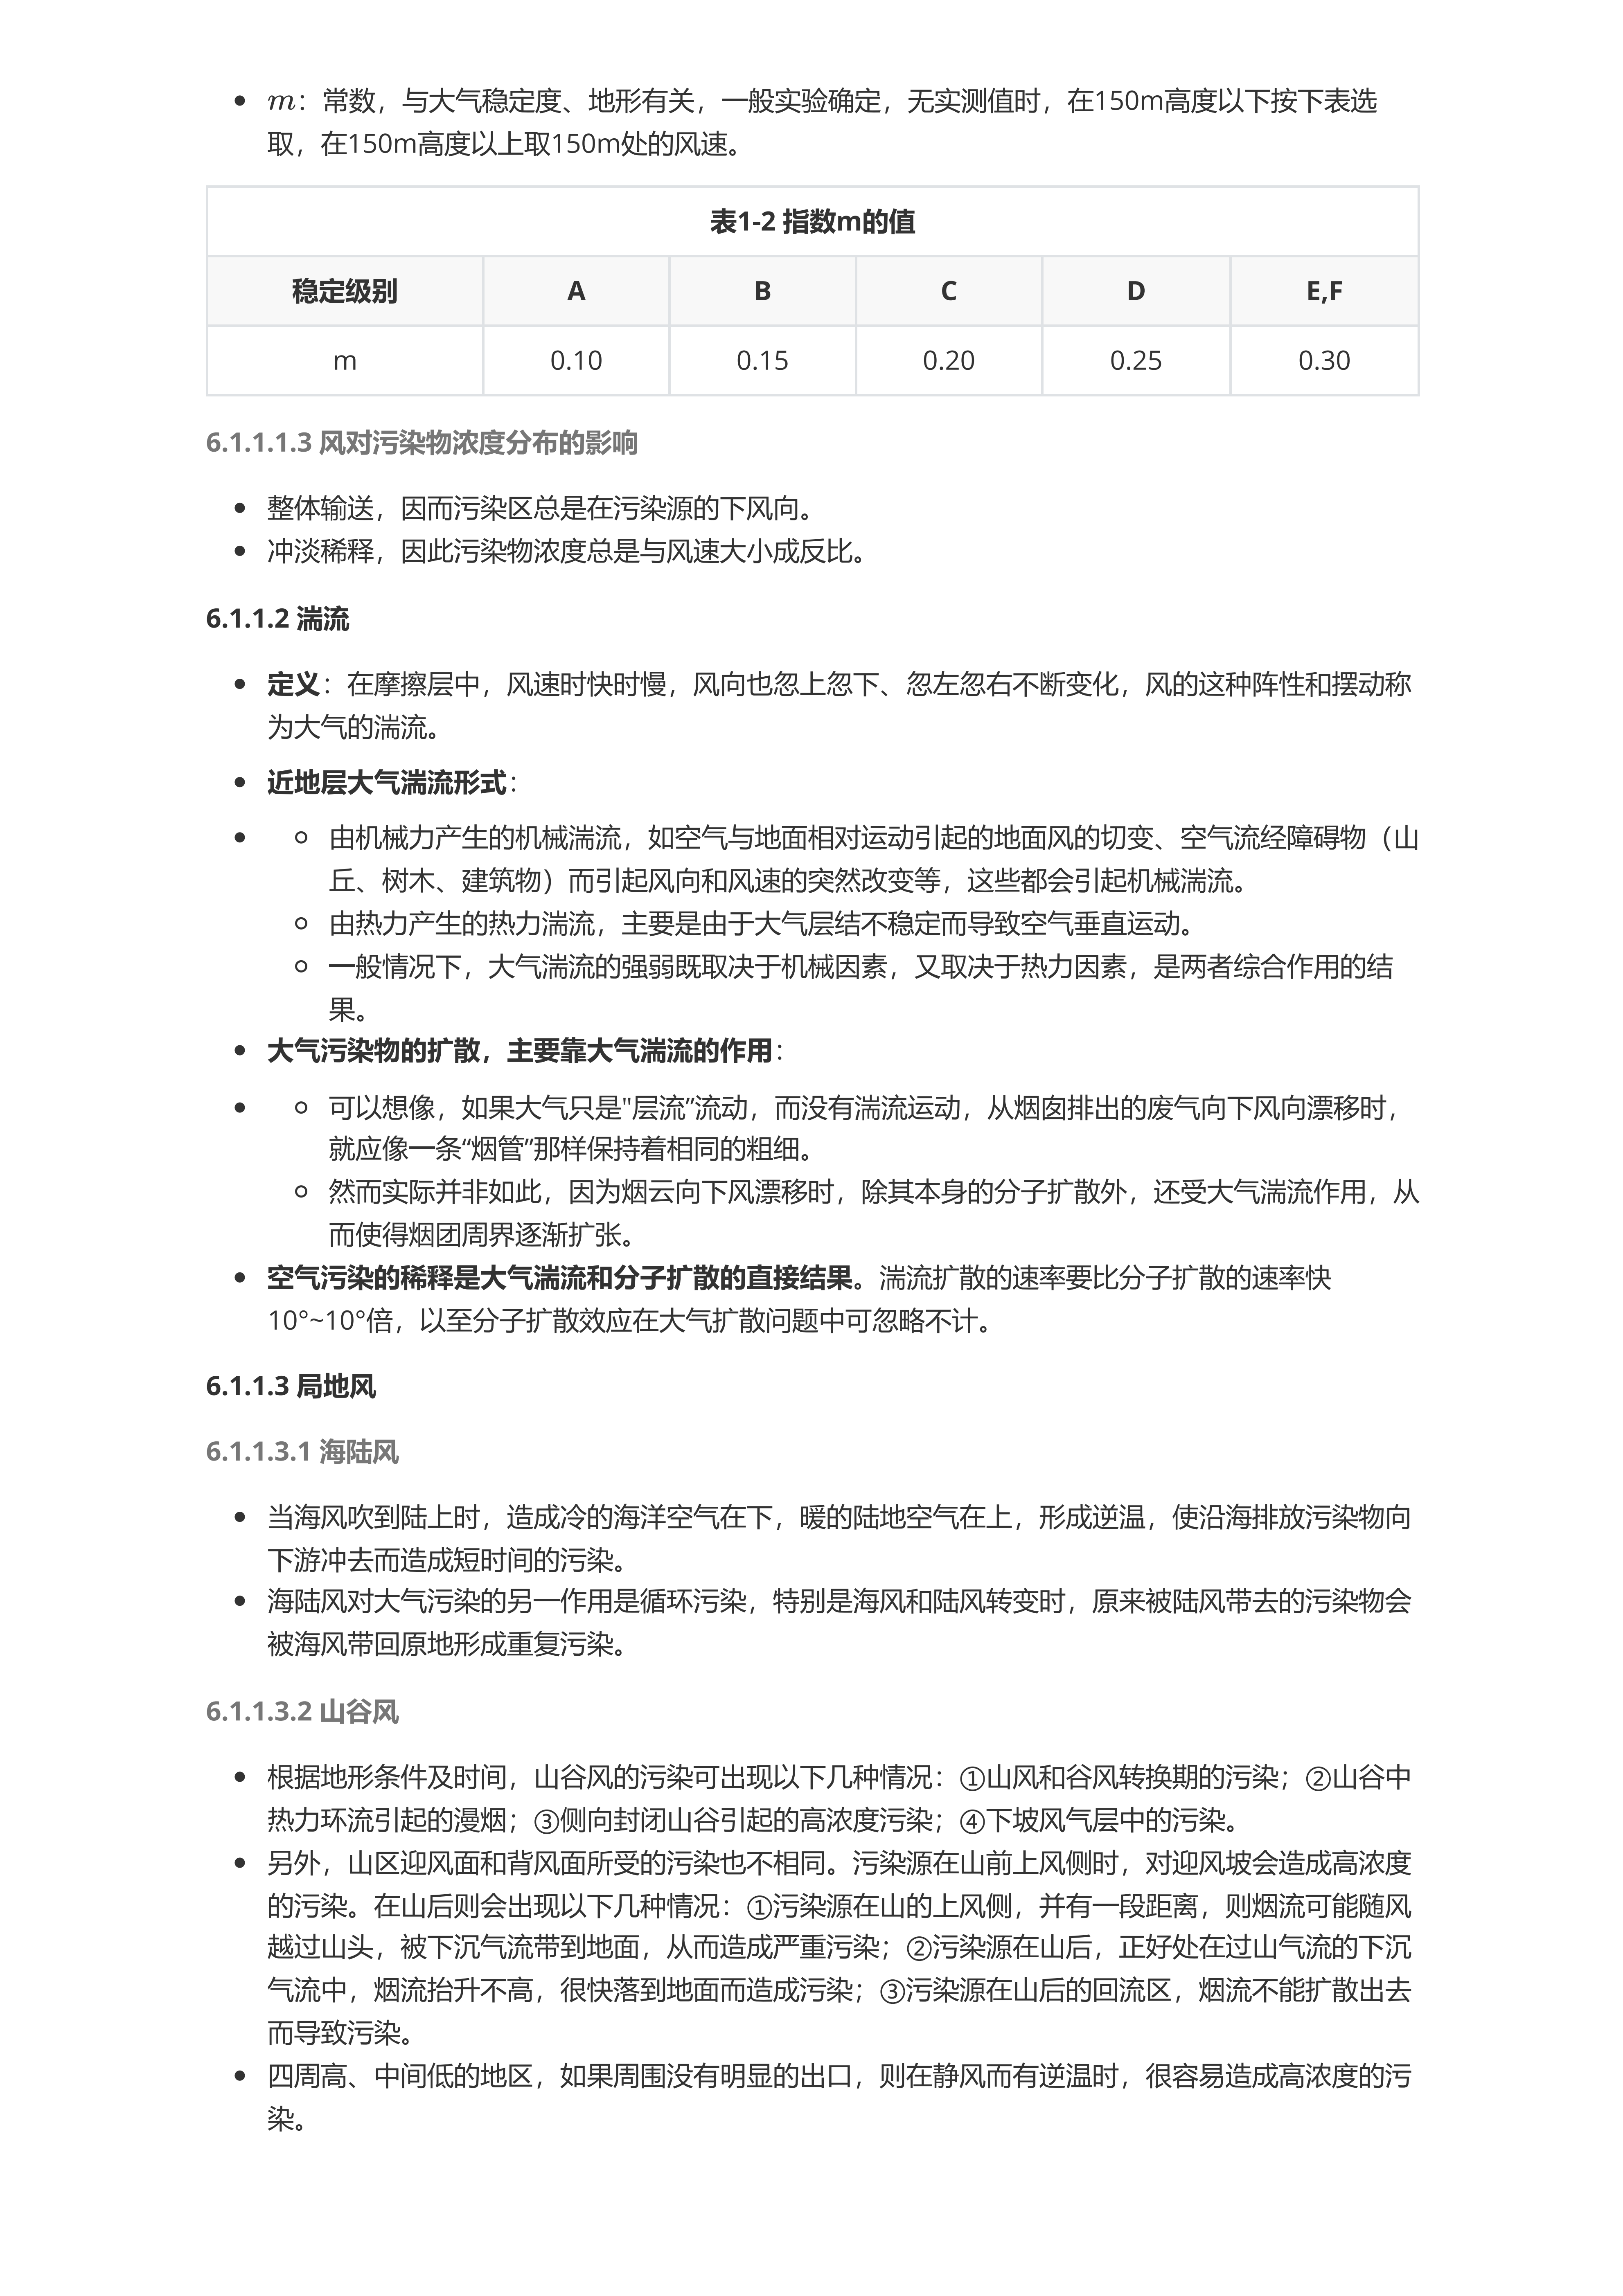 m：常数，与大气稳定度、地形有关，一般实验确定，无实测值时，在150m高度以下按下表选
取，在150m高度以上取150m处的风速。
表1-2 指数m的值
稳定级别 A B C D E,F
m 0.10 0.15 0.20 0.25 0.30
6.1.1.1.3 风对污染物浓度分布的影响
整体输送，因而污染区总是在污染源的下风向。
冲淡稀释，因此污染物浓度总是与风速大小成反比。
6.1.1.2 湍流
定义：在摩擦层中，风速时快时慢，风向也忽上忽下、忽左忽右不断变化，风的这种阵性和摆动称
为大气的湍流。
近地层大气湍流形式：
由机械力产生的机械湍流，如空气与地面相对运动引起的地面风的切变、空气流经障碍物（山
丘、树木、建筑物）而引起风向和风速的突然改变等，这些都会引起机械湍流。
由热力产生的热力湍流，主要是由于大气层结不稳定而导致空气垂直运动。
一般情况下，大气湍流的强弱既取决于机械因素，又取决于热力因素，是两者综合作用的结
果。
大气污染物的扩散，主要靠大气湍流的作用：
可以想像，如果大气只是"层流”流动，而没有湍流运动，从烟囱排出的废气向下风向漂移时，
就应像一条“烟管”那样保持着相同的粗细。
然而实际并非如此，因为烟云向下风漂移时，除其本身的分子扩散外，还受大气湍流作用，从
而使得烟团周界逐渐扩张。
空气污染的稀释是大气湍流和分子扩散的直接结果。湍流扩散的速率要比分子扩散的速率快
10°~10°倍，以至分子扩散效应在大气扩散问题中可忽略不计。
6.1.1.3 局地风
6.1.1.3.1 海陆风
当海风吹到陆上时，造成冷的海洋空气在下，暖的陆地空气在上，形成逆温，使沿海排放污染物向
下游冲去而造成短时间的污染。
海陆风对大气污染的另一作用是循环污染，特别是海风和陆风转变时，原来被陆风带去的污染物会
被海风带回原地形成重复污染。
6.1.1.3.2 山谷风
根据地形条件及时间，山谷风的污染可出现以下几种情况：①山风和谷风转换期的污染；②山谷中
热力环流引起的漫烟；③侧向封闭山谷引起的高浓度污染；④下坡风气层中的污染。
另外，山区迎风面和背风面所受的污染也不相同。污染源在山前上风侧时，对迎风坡会造成高浓度
的污染。在山后则会出现以下几种情况：①污染源在山的上风侧，并有一段距离，则烟流可能随风
越过山头，被下沉气流带到地面，从而造成严重污染；②污染源在山后，正好处在过山气流的下沉
气流中，烟流抬升不高，很快落到地面而造成污染；③污染源在山后的回流区，烟流不能扩散出去
而导致污染。
四周高、中间低的地区，如果周围没有明显的出口，则在静风而有逆温时，很容易造成高浓度的污
染。